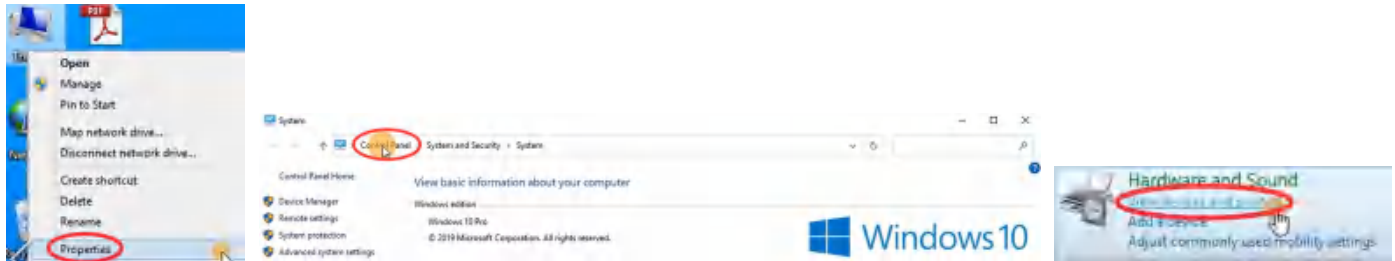 PDF
Open
Manage
Pin to Start
Map network drive...
Disconnect network drive...
Create shortcut
Delete
Rename
Properties
System
Control Panel System and Security › System
Control Panel Home
View basic information about your computer
Device Manager
Windows edition
Remote settings
Windows 10 Pro
System protection
© 2019 Microsoft Corporation. All rights reserved.
Advanced system settings
Windows 10
Hardware and Sound
View devices and
Add a device
Adjust commonly used mobility settings